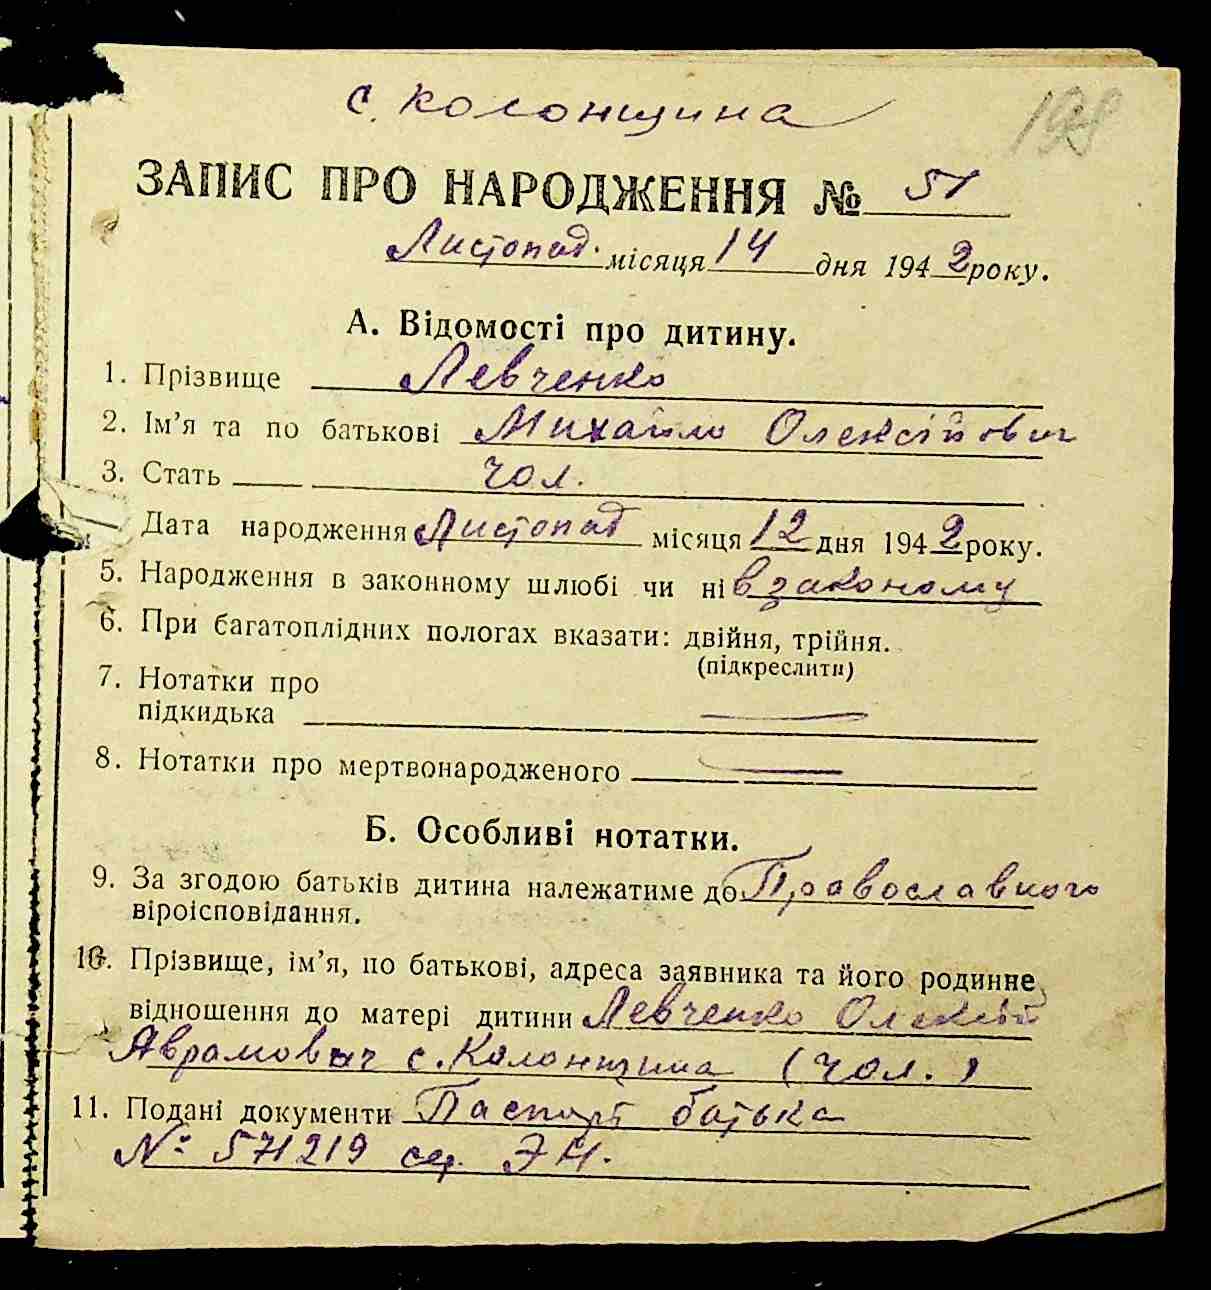 с. Колонщина
198
ЗАПИС ПРО НАРОДЖЕННЯ № 51
Листопад місяця 14 дня 1942 року.
А. Відомості про дитину.
1. Прізвище Левченко
2. Ім’я та по батькові Михайло Олексійович
3. Стать чол.
Дата народження Листопад місяця 12 дня 1942 року.
5. Народження в законному шлюбі чи ні в законому
6. При багатоплідних пологах вказати: двійня, трійня.
(підкреслити)
7. Нотатки про
підкидька —
8. Нотатки про мертвонародженого —
Б. Особливі нотатки.
9. За згодою батьків дитина належатиме до Православного
віроісповідання.
10. Прізвище, ім’я, по батькові, адреса заявника та його родинне
відношення до матері дитини Левченко Олексій
Аврамович с. Колонщина (чол.)
11. Подані документи Паспорт батька
№ 571219 ЭН.